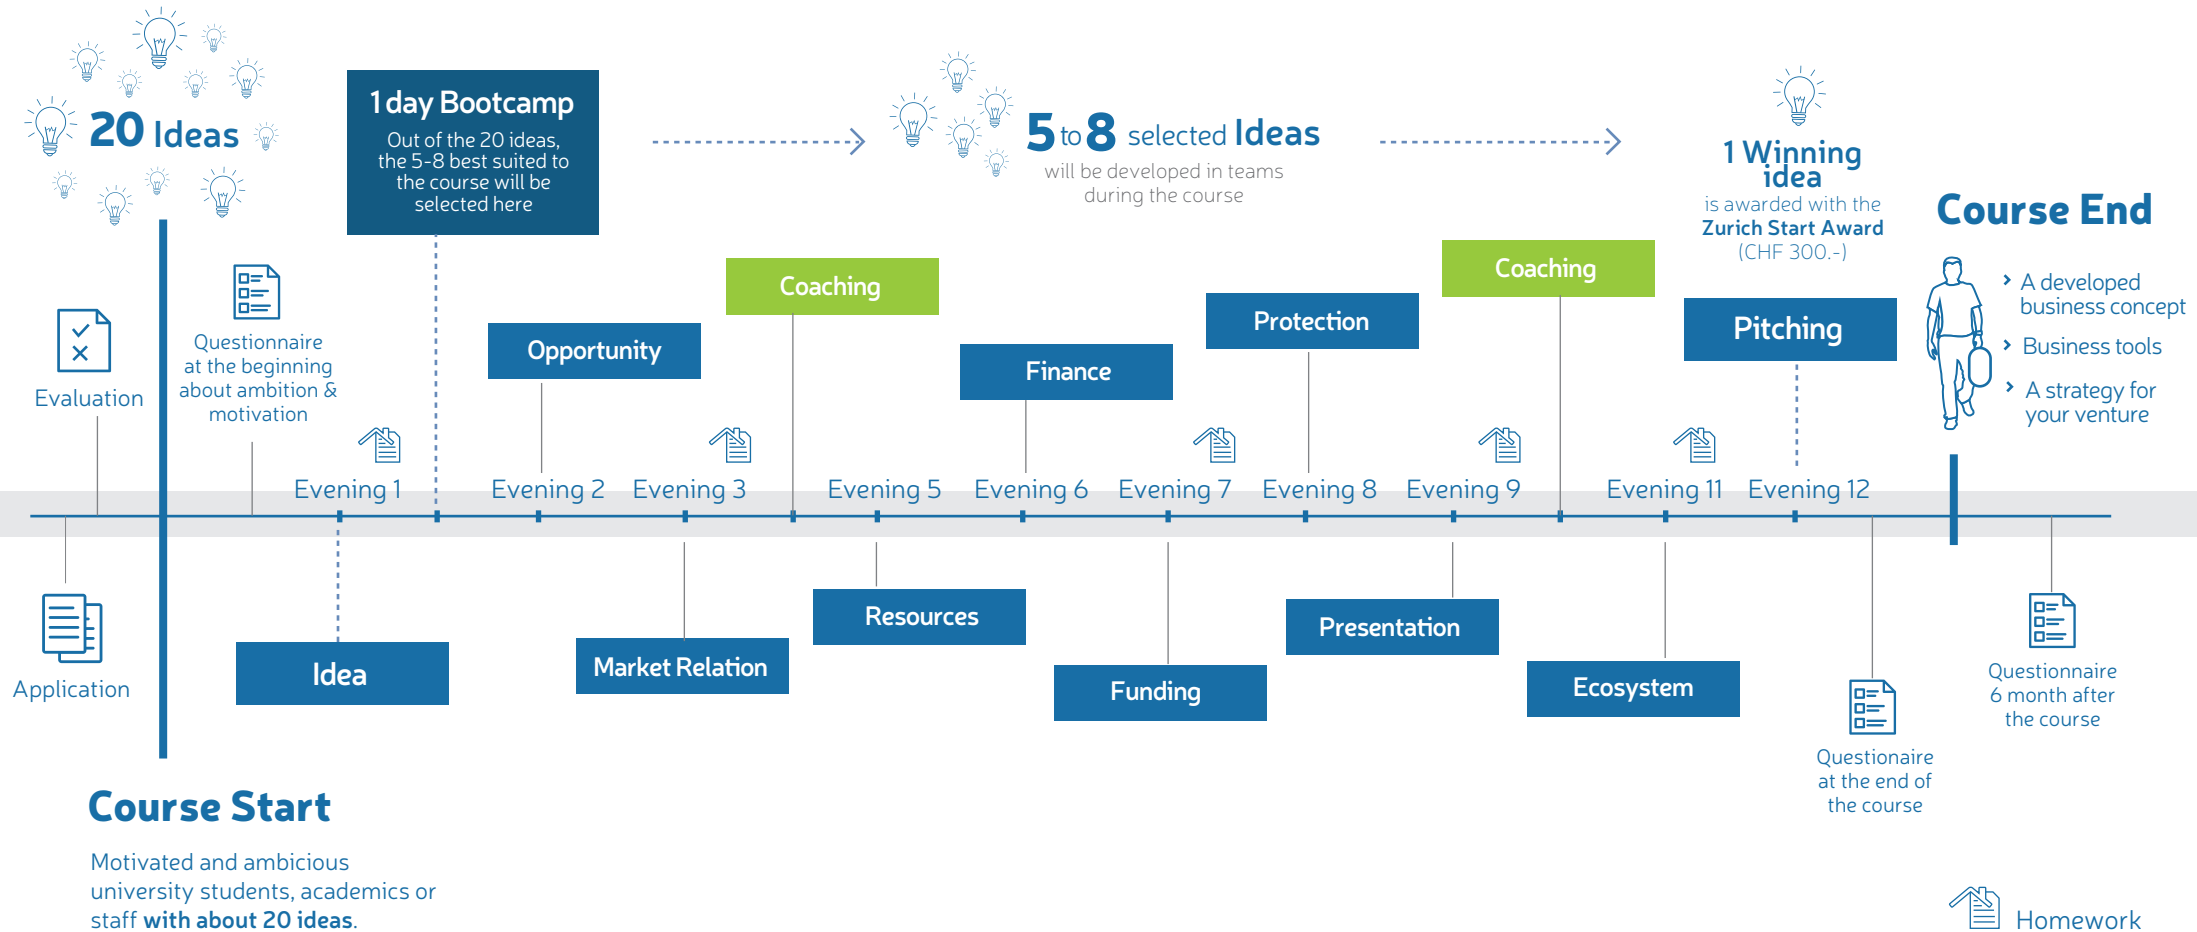 20 Ideas
1 day Bootcamp
Out of the 20 ideas,
the 5-8 best suited to
the course will be
selected here
5 to 8 selected Ideas
will be developed in teams
during the course
1 Winning
idea
is awarded with the
Zurich Start Award
(CHF 300.-)
Course End
A developed
business concept
Business tools
A strategy for
your venture
Evaluation
Questionnaire
at the beginning
about ambition &
motivation
Opportunity
Coaching
Finance
Protection
Coaching
Pitching
Evening 1
Evening 2
Evening 3
Evening 5
Evening 6
Evening 7
Evening 8
Evening 9
Evening 11
Evening 12
Application
Idea
Market Relation
Resources
Funding
Presentation
Ecosystem
Questionaire
at the end of
the course
Questionnaire
6 month after
the course
Course Start
Motivated and ambicious
university students, academics or
staff with about 20 ideas.
Homework